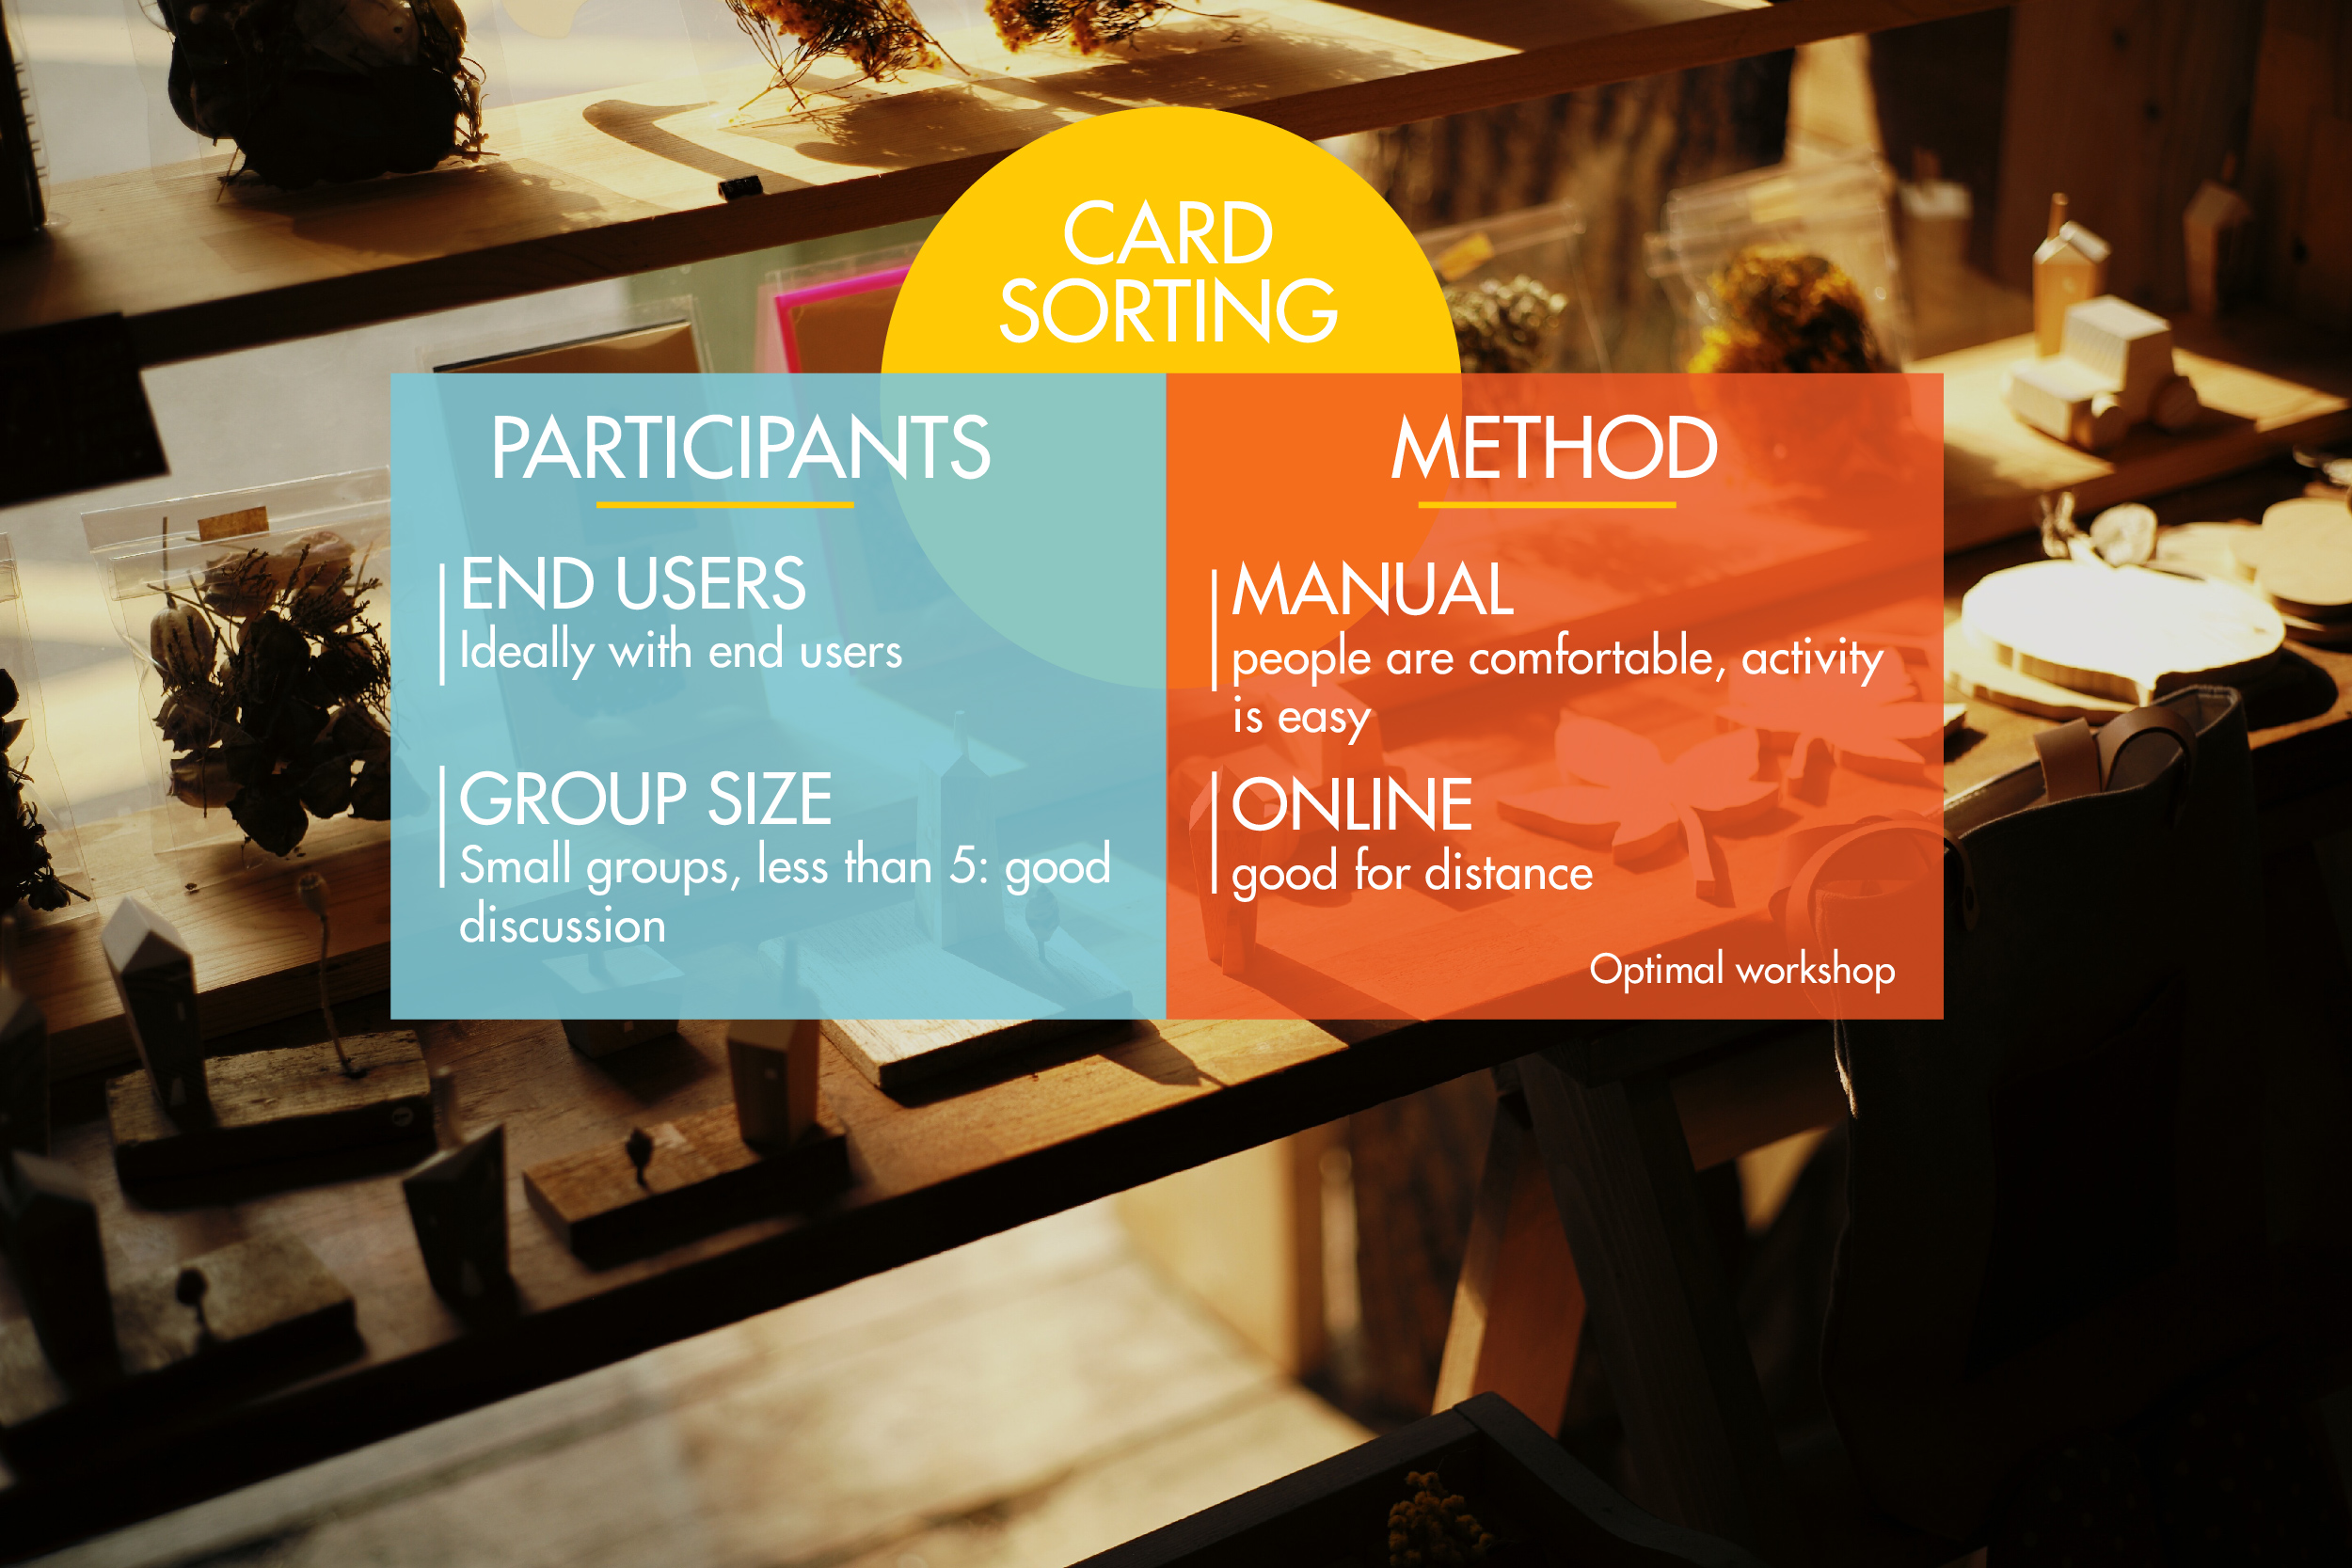 CARD
SORTING
PARTICIPANTS
END USERS
Ideally with end users
GROUP SIZE
Small groups, less than 5: good
discussion
METHOD
MANUAL
people are comfortable, activity
is easy
ONLINE
good for distance
Optimal workshop